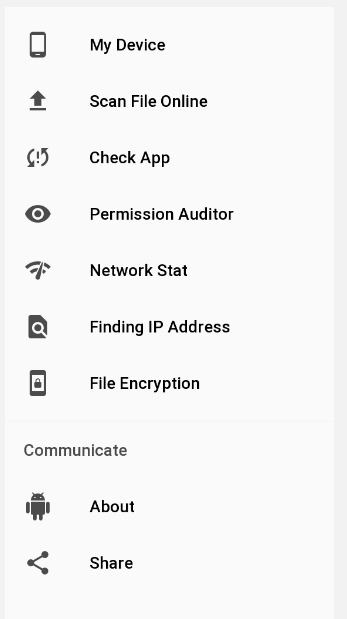 My Device
Scan File Online
Check App
Permission Auditor
Network Stat
Finding IP Address
File Encryption
Communicate
About
Share